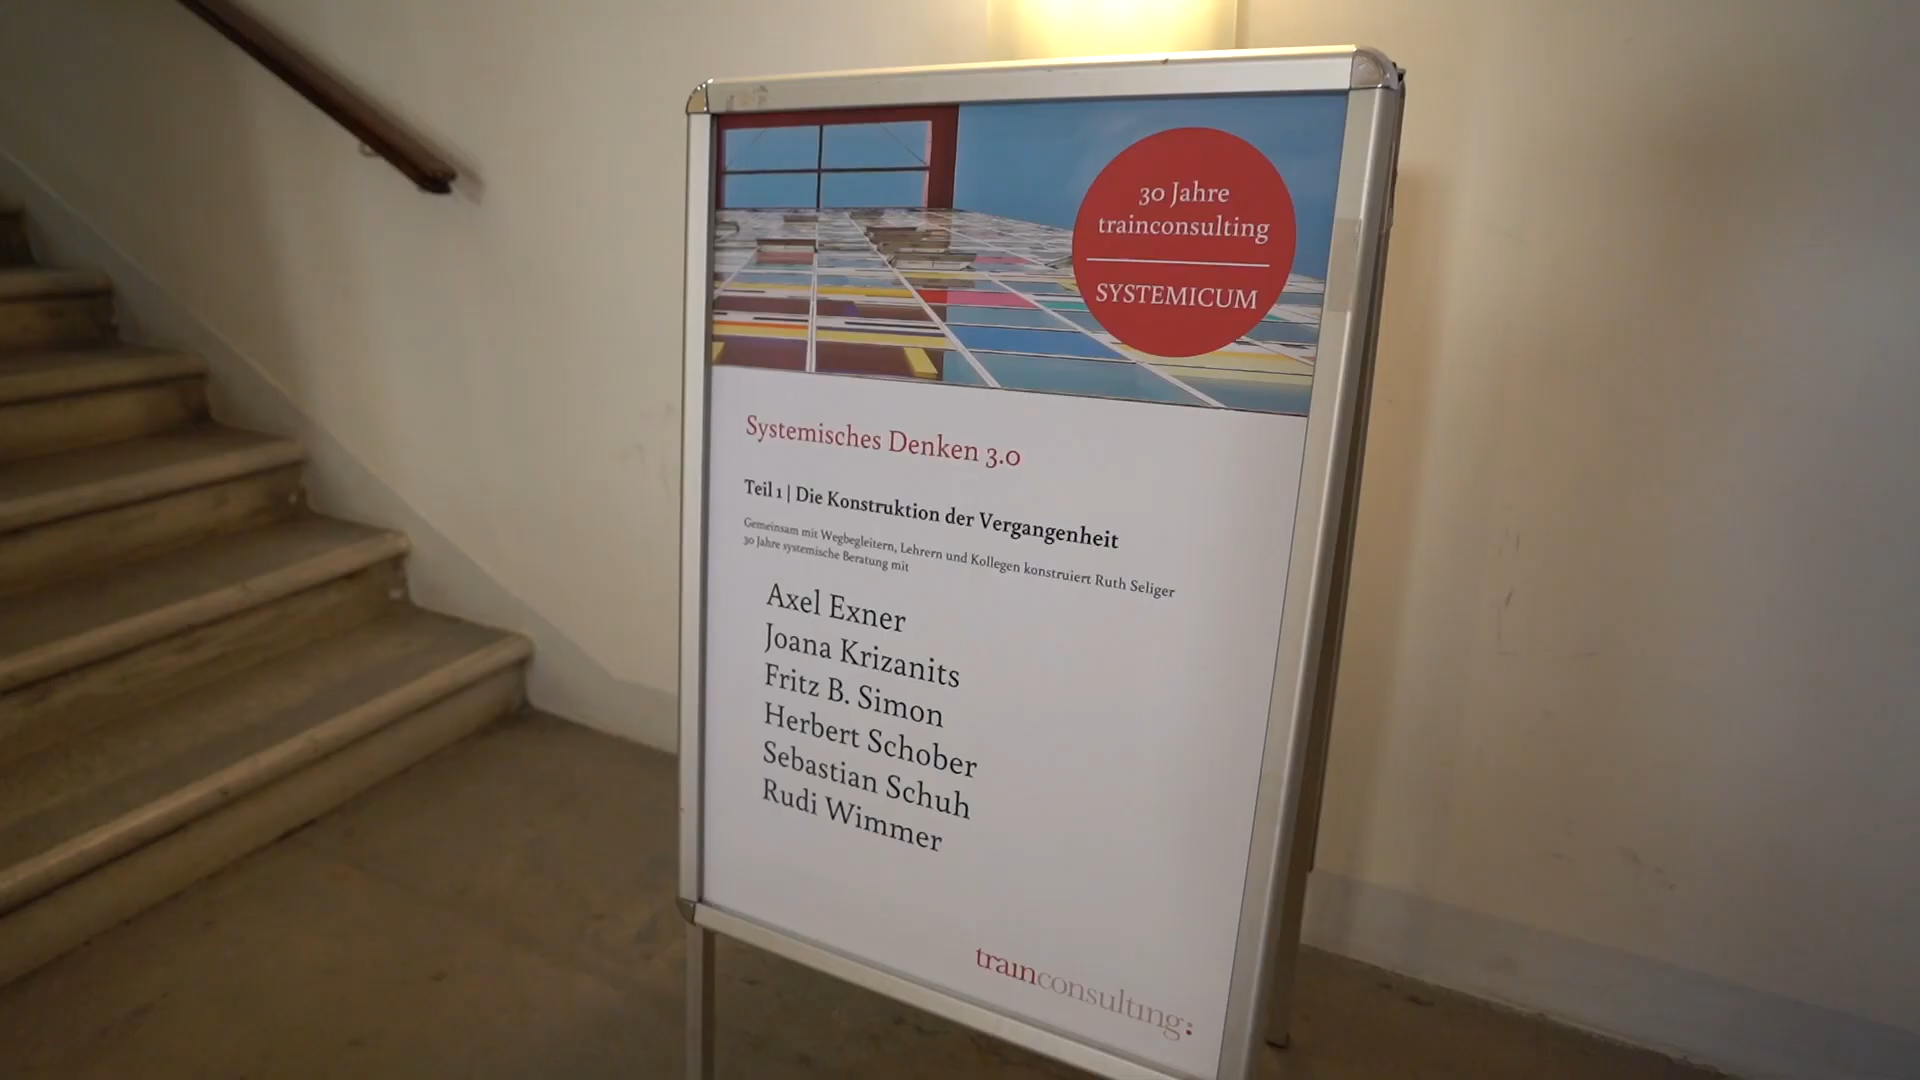 30 Jahre
trainconsulting
SYSTEMICUM
Systemisches Denken 3.0
Teil 1 | Die Konstruktion der Vergangenheit
Gemeinsam mit Wegbegleitern, Lehrern und Kollegen konstruiert Ruth Seliger
30 Jahre systemische Beratung mit
Axel Exner
Joana Krizanits
Fritz B. Simon
Herbert Schober
Sebastian Schuh
Rudi Wimmer
trainconsulting: